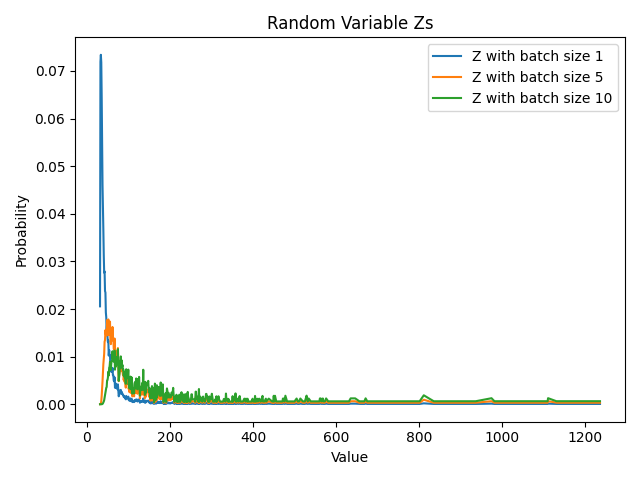 Random Variable Zs
Z with batch size 1
Z with batch size 5
Z with batch size 10
Probability
0.07
0.06
0.05
0.04
0.03
0.02
0.01
0.00
0 200 400 600 800 1000 1200
Value